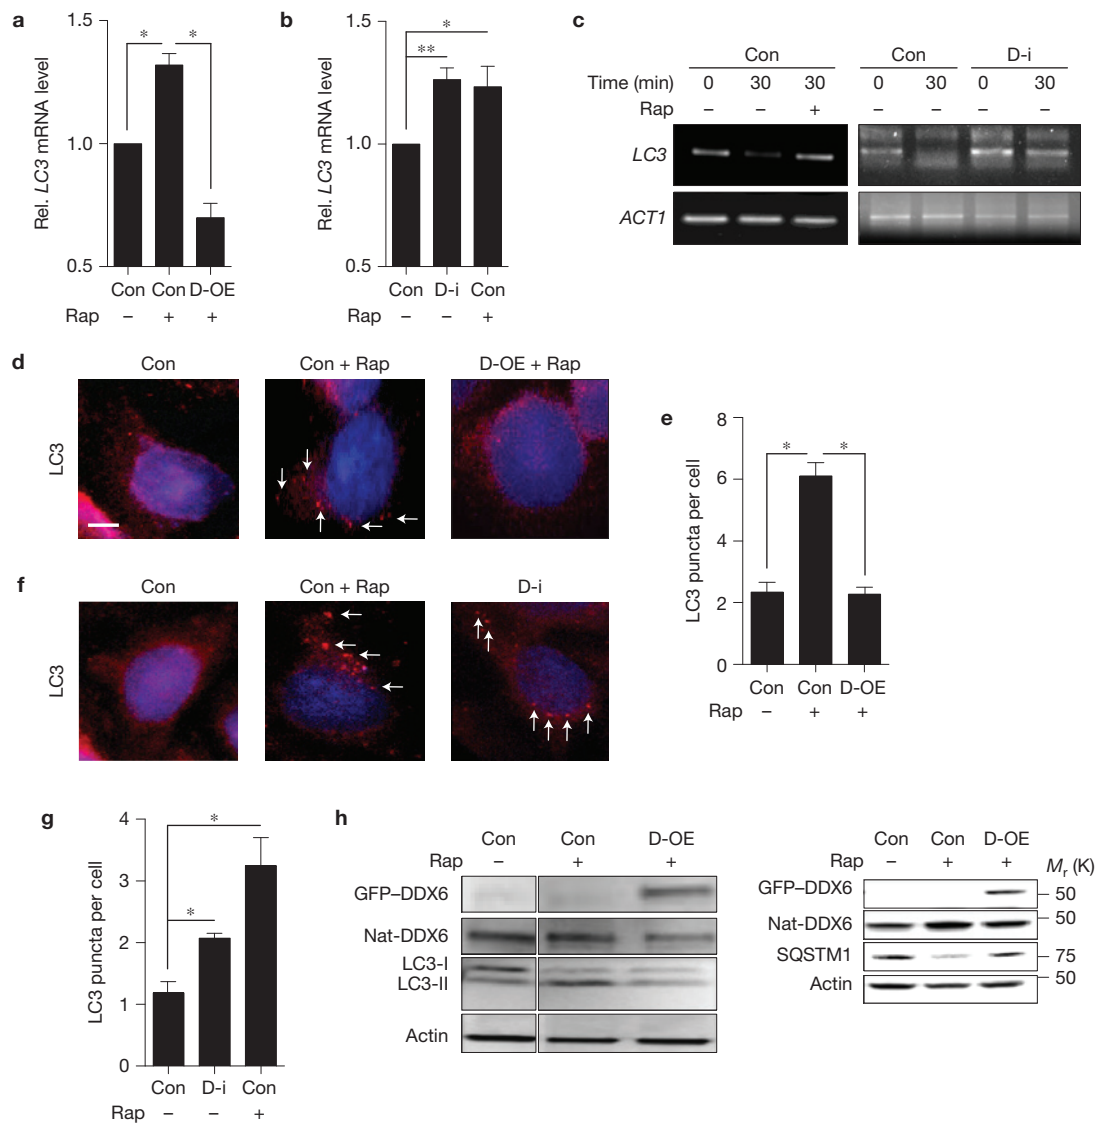 a
1.5
1.0
0.5
Rel. LC3 mRNA level
*
*
Con Con D-OE
Rap – + +
b
1.5
1.0
0.5
Rel. LC3 mRNA level
*
**
Con D-i Con
Rap – – +
c
Con Con D-i
Time (min) 0 30 30 0 30 0 30
Rap – – + – – – –
LC3
ACT1
d
Con Con + Rap D-OE + Rap
LC3
e
8
6
4
2
0
LC3 puncta per cell
* *
Con Con D-OE
Rap – + +
f
Con Con + Rap D-i
LC3
g
4
3
2
1
0
LC3 puncta per cell
*
*
Con D-i Con
Rap – – +
h
Con Con D-OE
Rap – + +
GFP–DDX6
Nat-DDX6
LC3-I
LC3-II
Actin
Con Con D-OE
Rap – + + Mr (K)
GFP–DDX6 50
Nat-DDX6 50
SQSTM1 75
Actin 50